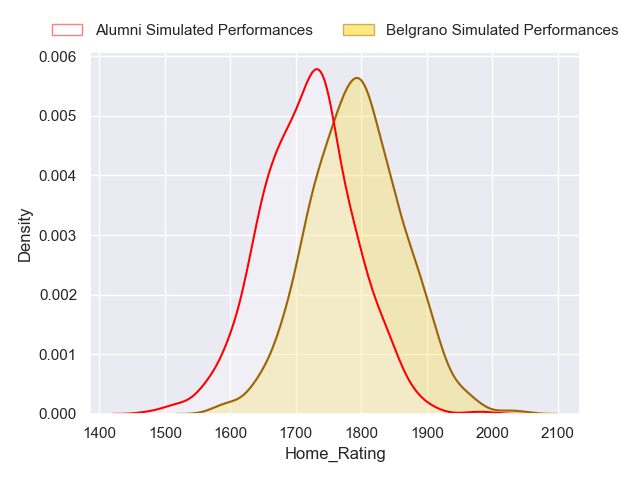 Alumni Simulated Performances Belgrano Simulated Performances
0.006
0.005
0.004
0.003
0.002
0.001
0.000
Density
1400 1500 1600 1700 1800 1900 2000 2100
Home_Rating